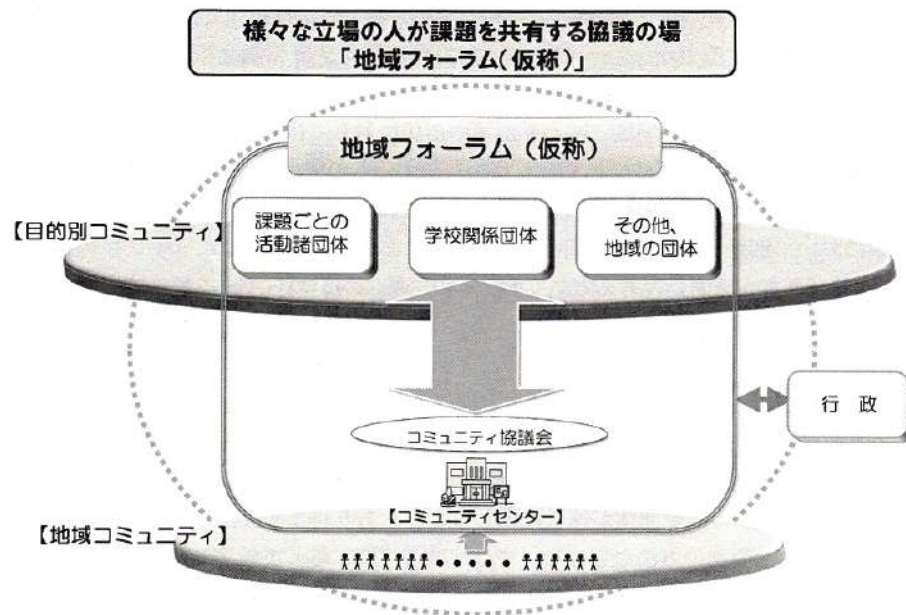 様々な立場の人が課題を共有する協議の場
「地域フォーラム(仮称)」
地域フォーラム(仮称)
【目的別コミュニティ】
課題ごとの
活動諸団体
学校関係団体
その他、
地域の団体
行 政
コミュニティ協議会
【コミュニティセンター】
【地域コミュニティ】